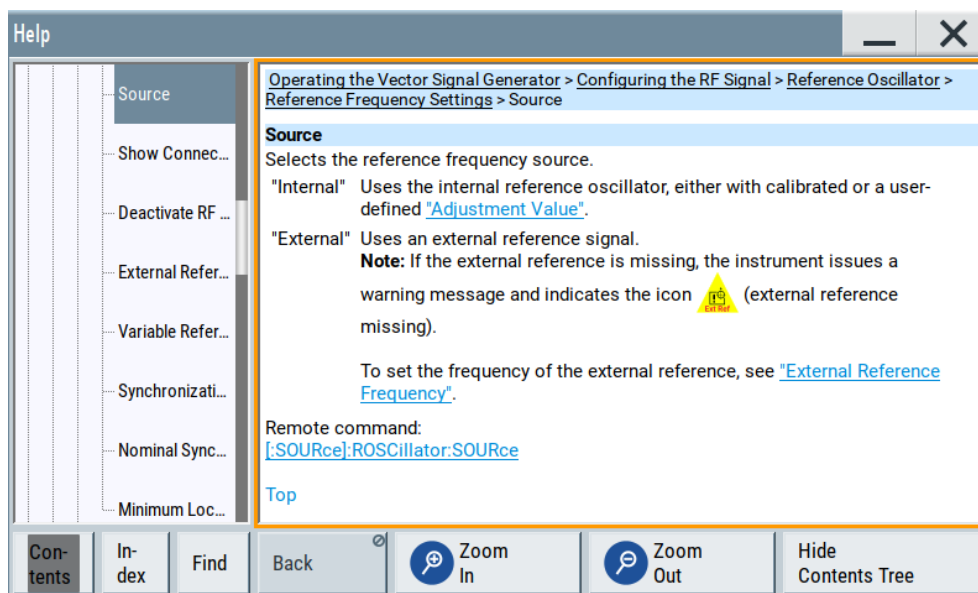 Help
Source
Show Connec...
Deactivate RF ...
External Refer...
Variable Refer...
Synchronizati...
Nominal Sync...
Minimum Loc...
Operating the Vector Signal Generator > Configuring the RF Signal > Reference Oscillator >
Reference Frequency Settings > Source
Source
Selects the reference frequency source.
"Internal" Uses the internal reference oscillator, either with calibrated or a user-
defined "Adjustment Value".
"External" Uses an external reference signal.
Note: If the external reference is missing, the instrument issues a
warning message and indicates the icon Ext Ref (external reference
missing).
To set the frequency of the external reference, see "External Reference
Frequency".
Remote command:
[:SOURce]:ROSCillator:SOURce
Top
Con-
tents
In-
dex
Find
Back
Zoom
In
Zoom
Out
Hide
Contents Tree